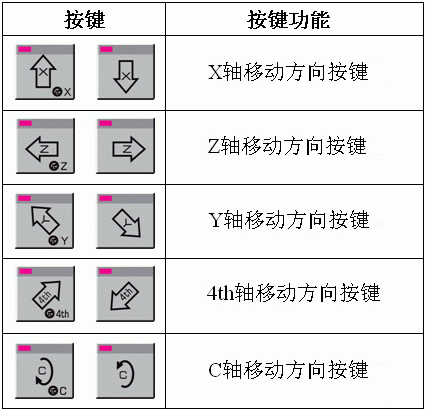 按键 按键功能
X X X X轴移动方向按键
Z Z Z Z轴移动方向按键
Y Y Y Y轴移动方向按键
4th 4th 4th 4th轴移动方向按键
C C C C轴移动方向按键